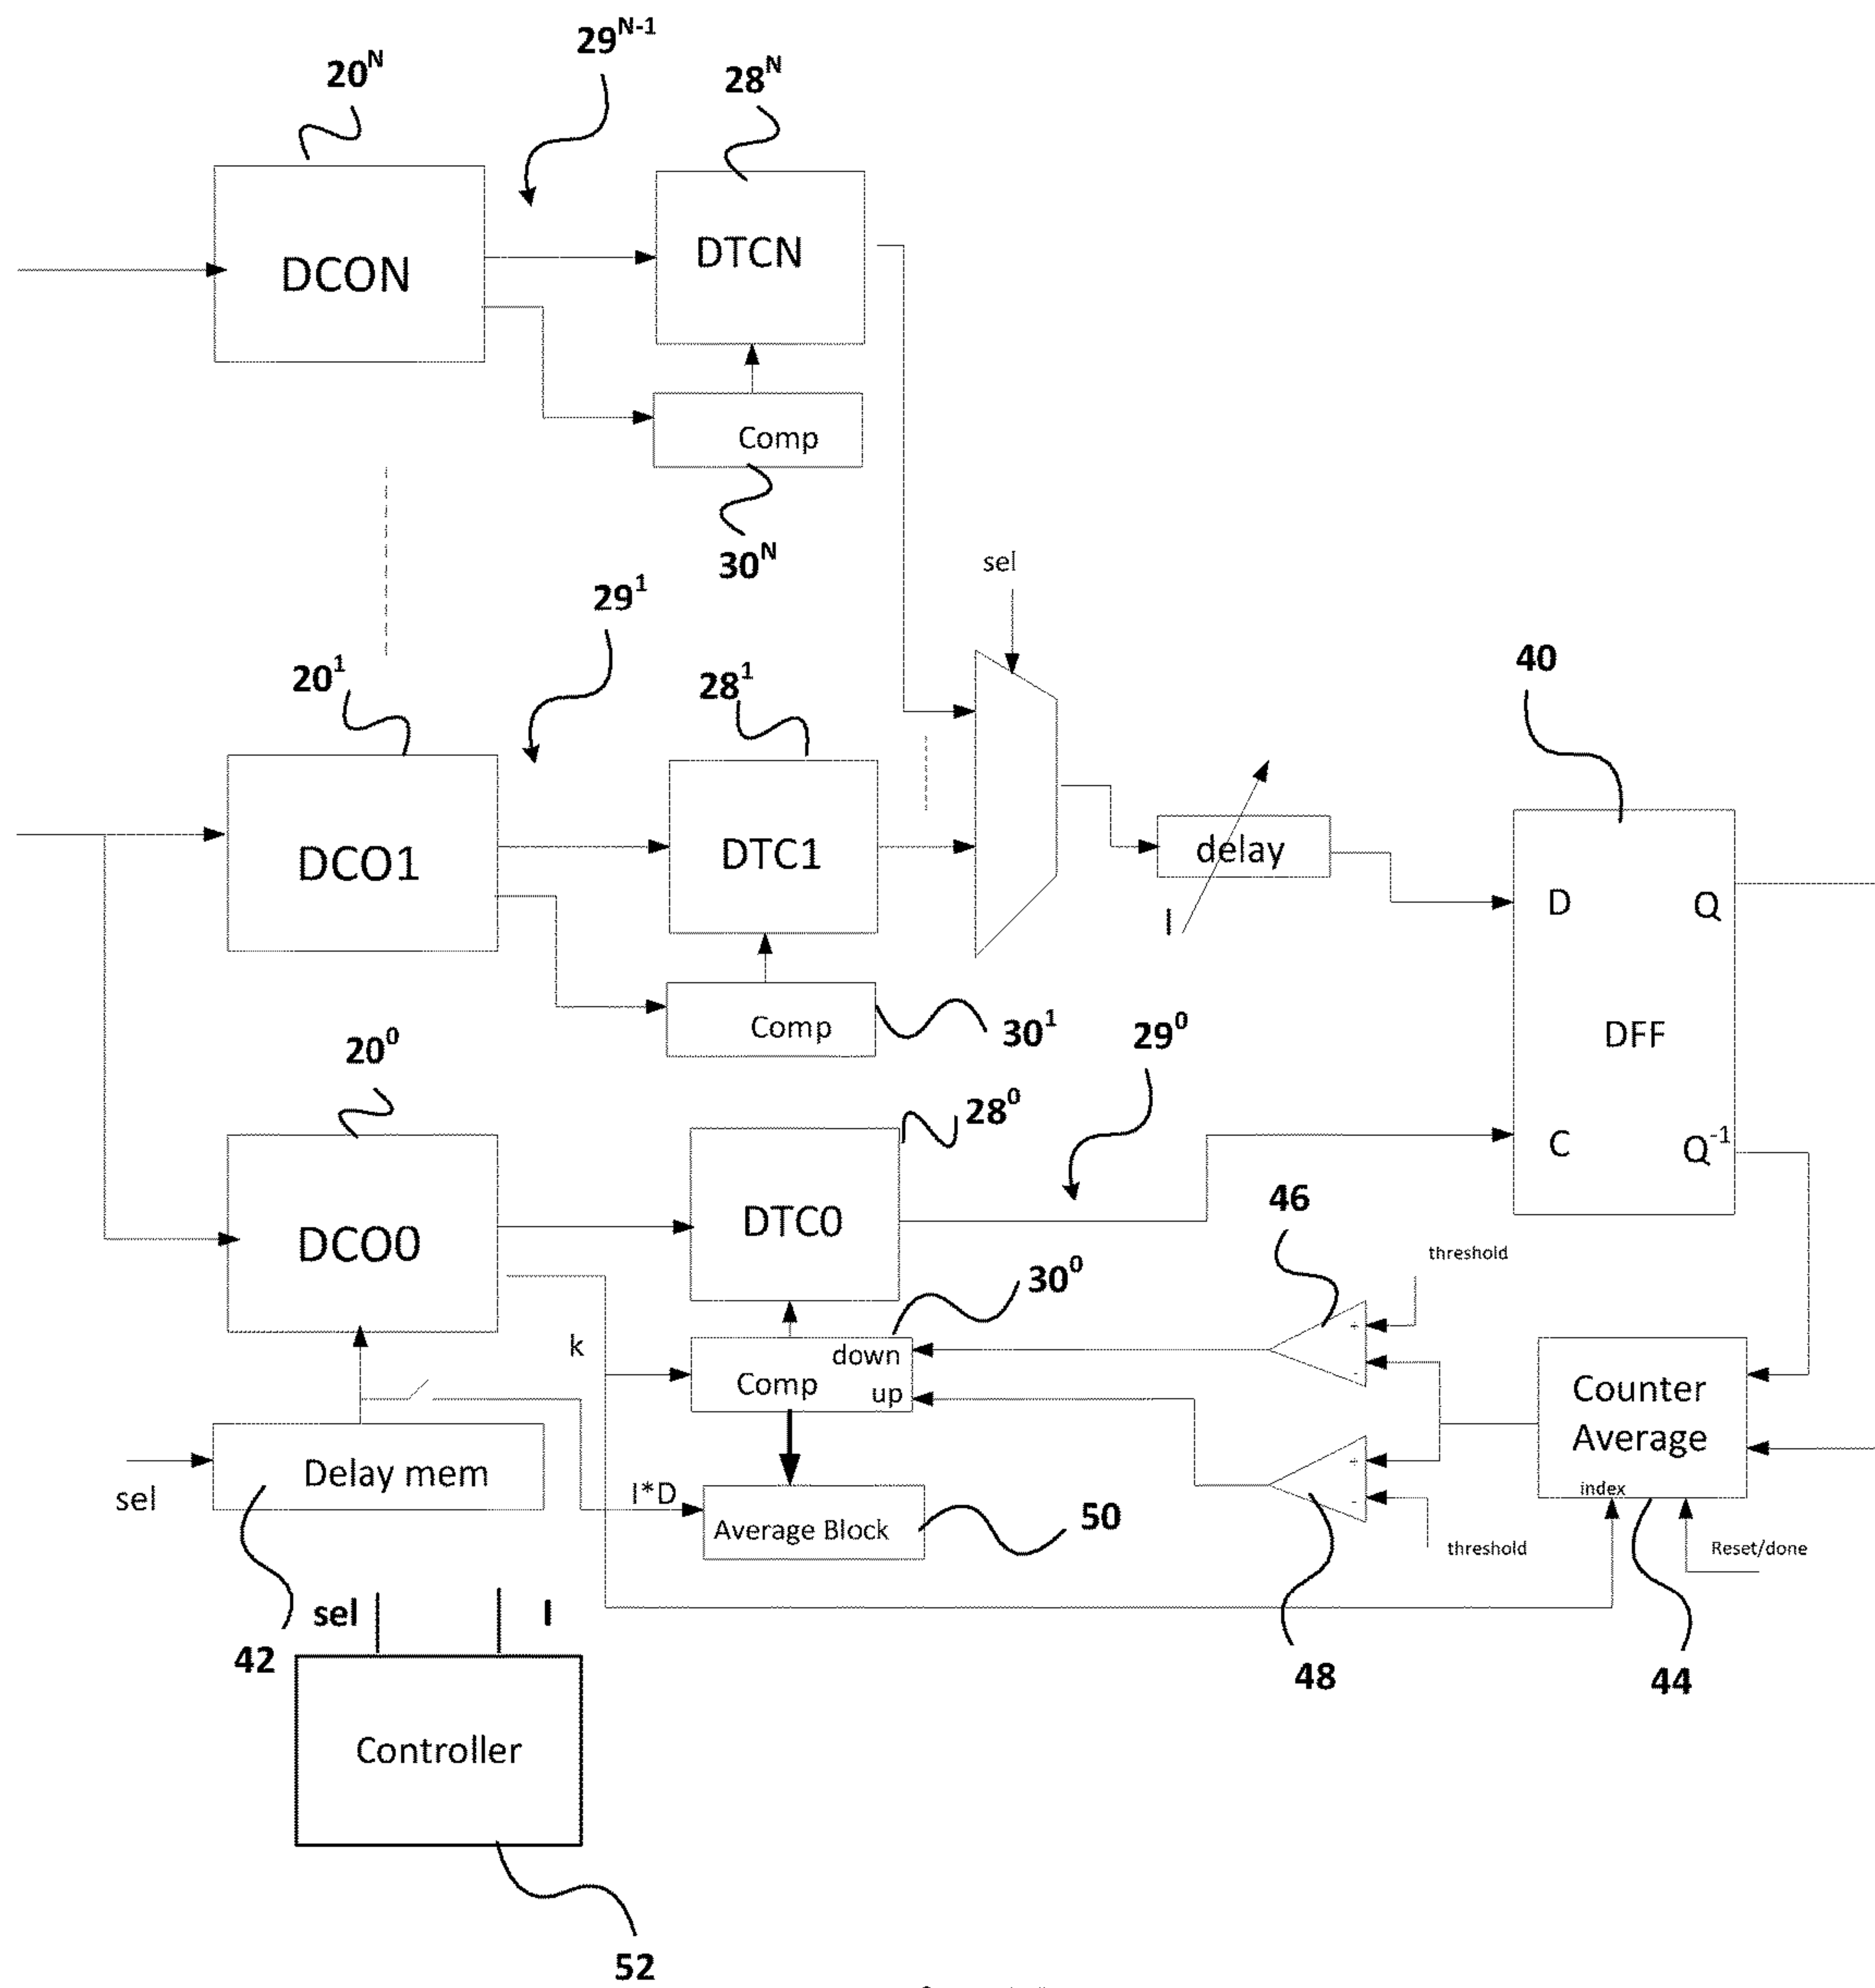 29^N-1
20^N
28^N
DCON
DTCN
Comp
30^N
sel
29^1
20^1
28^1
40
DCO1
DTC1
delay
I
D
Q
DFF
C
Q^-1
Comp
30^1
29^0
20^0
28^0
DCO0
DTC0
46
threshold
30^0
k
down
Comp
up
Counter
Average
index
Delay mem
sel
I*D
Average Block
50
threshold
Reset/done
sel
I
42
48
44
Controller
52